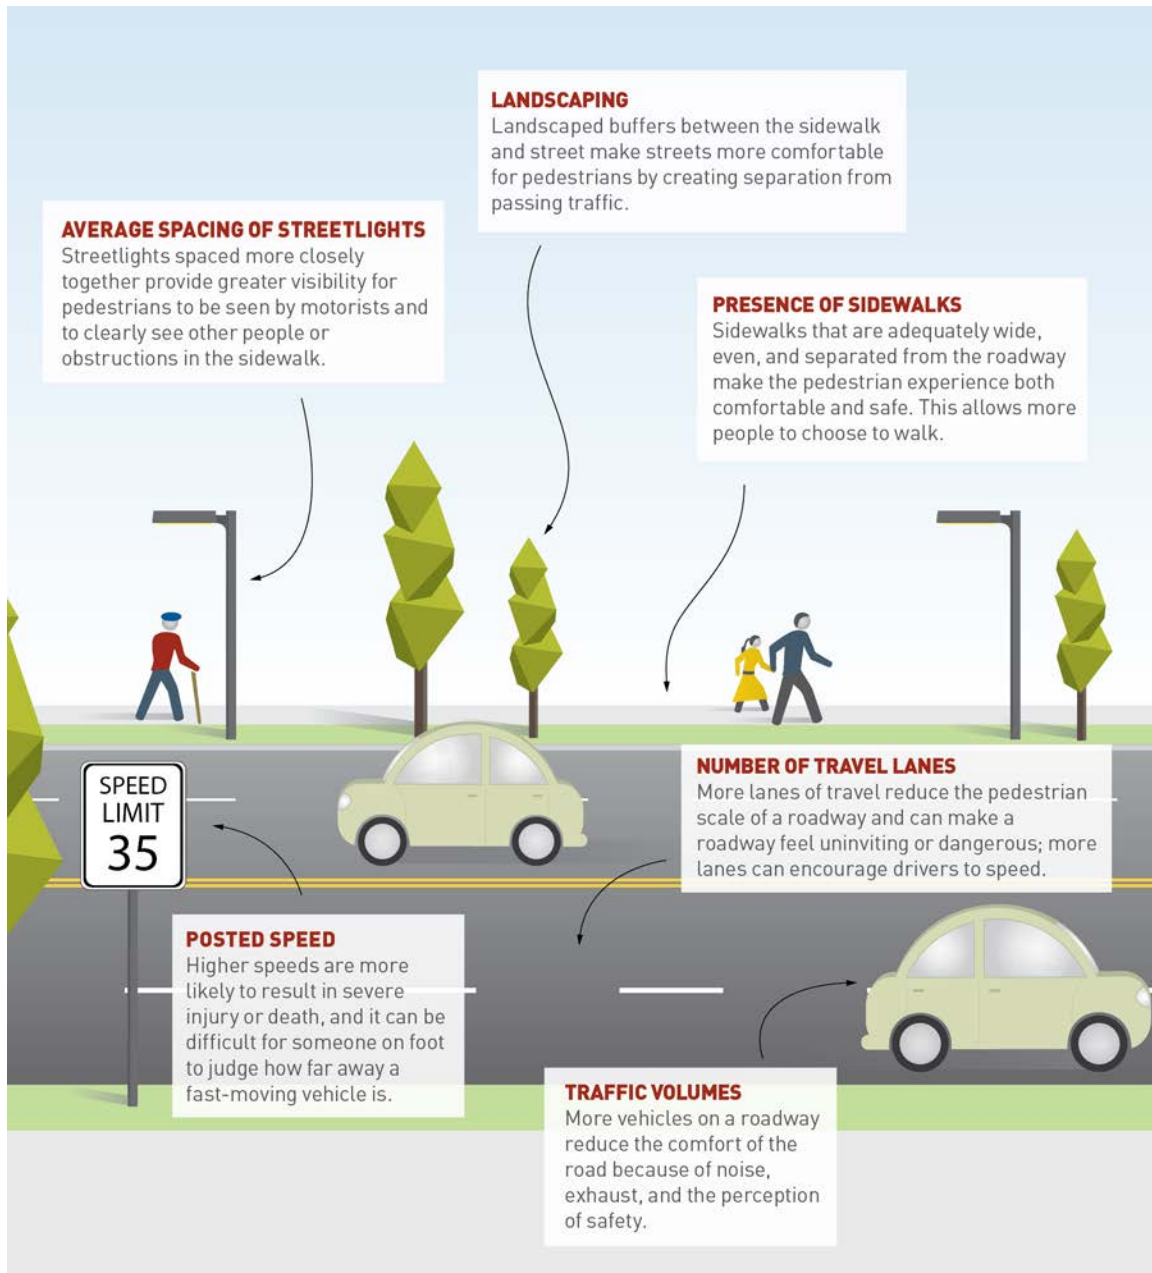 LANDSCAPING
Landscaped buffers between the sidewalk
and street make streets more comfortable
for pedestrians by creating separation from
passing traffic.
AVERAGE SPACING OF STREETLIGHTS
Streetlights spaced more closely
together provide greater visibility for
pedestrians to be seen by motorists and
to clearly see other people or
obstructions in the sidewalk.
PRESENCE OF SIDEWALKS
Sidewalks that are adequately wide,
even, and separated from the roadway
make the pedestrian experience both
comfortable and safe. This allows more
people to choose to walk.
NUMBER OF TRAVEL LANES
More lanes of travel reduce the pedestrian
scale of a roadway and can make a
roadway feel uninviting or dangerous; more
lanes can encourage drivers to speed.
SPEED
LIMIT
35
POSTED SPEED
Higher speeds are more
likely to result in severe
injury or death, and it can be
difficult for someone on foot
to judge how far away a
fast-moving vehicle is.
TRAFFIC VOLUMES
More vehicles on a roadway
reduce the comfort of the
road because of noise,
exhaust, and the perception
of safety.